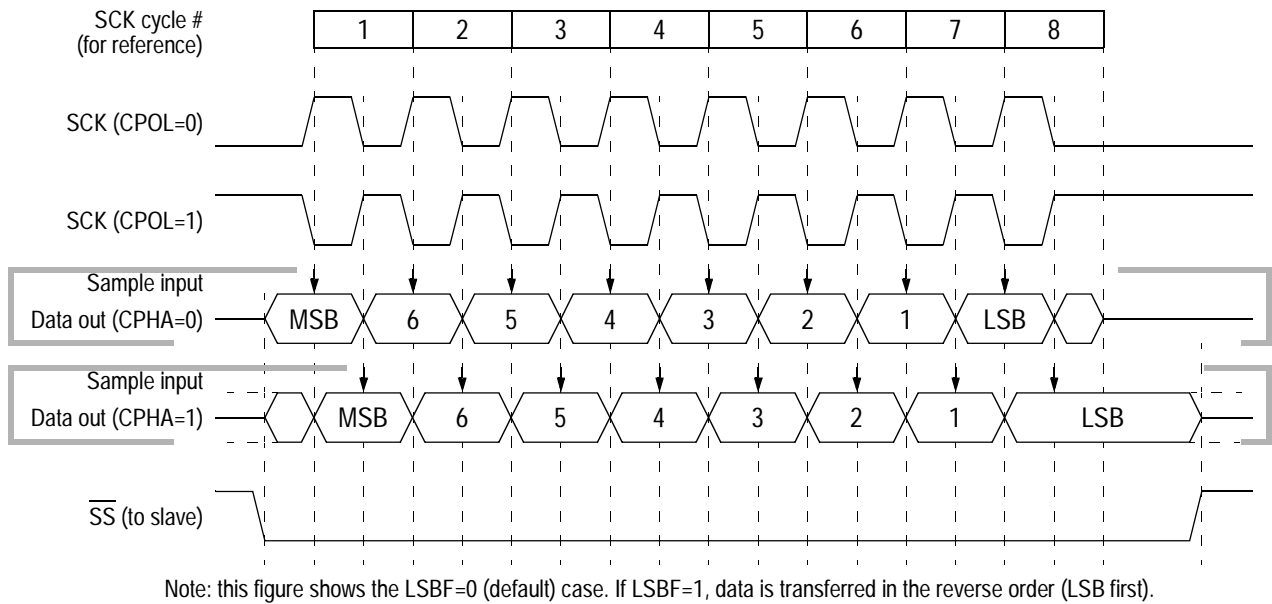 SCK cycle #
(for reference)
1 2 3 4 5 6 7 8
SCK (CPOL=0)
SCK (CPOL=1)
Sample input
Data out (CPHA=0)
MSB 6 5 4 3 2 1 LSB
Sample input
Data out (CPHA=1)
MSB 6 5 4 3 2 1 LSB
S̅S̅ (to slave)
Note: this figure shows the LSBF=0 (default) case. If LSBF=1, data is transferred in the reverse order (LSB first).